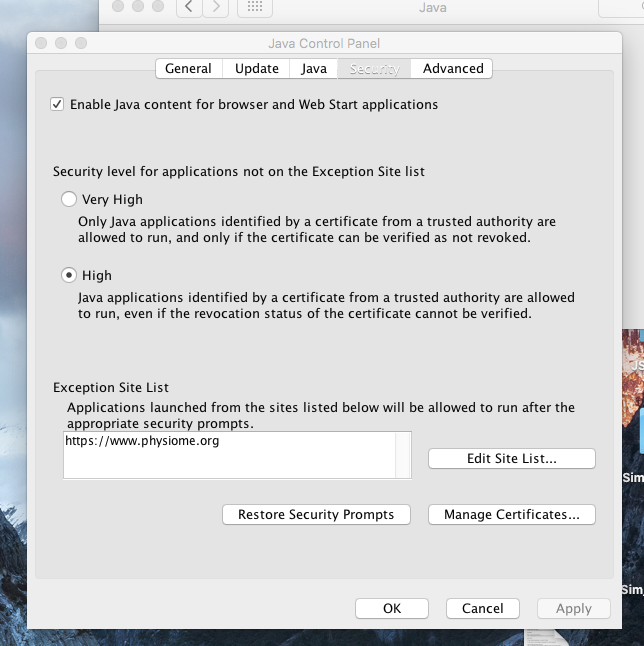 Java
Java Control Panel
General Update Java Security Advanced
Enable Java content for browser and Web Start applications
Security level for applications not on the Exception Site list
Very High
Only Java applications identified by a certificate from a trusted authority are
allowed to run, and only if the certificate can be verified as not revoked.
High
Java applications identified by a certificate from a trusted authority are allowed
to run, even if the revocation status of the certificate cannot be verified.
Exception Site List
Applications launched from the sites listed below will be allowed to run after the
appropriate security prompts.
https://www.physiome.org
Edit Site List...
Restore Security Prompts Manage Certificates...
OK Cancel Apply